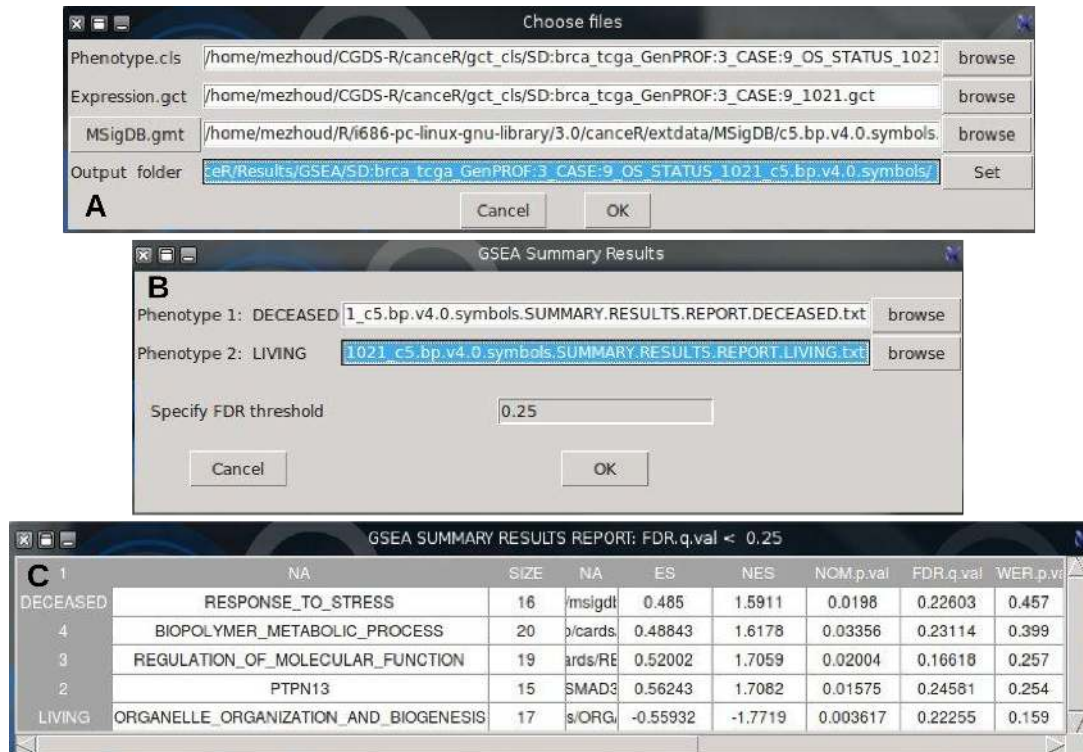 Choose files
Phenotype.cls /home/mezhoud/CGDS-R/canceR/gct_cls/SD:brca_tcga_GenPROF:3_CASE:9_OS_STATUS_1021 browse
Expression.gct /home/mezhoud/CGDS-R/canceR/gct_cls/SD:brca_tcga_GenPROF:3_CASE:9_1021.gct browse
MSigDB.gmt /home/mezhoud/R/i686-pc-linux-gnu-library/3.0/canceR/extdata/MSigDB/c5.bp.v4.0.symbols. browse
Output folder ceR/Results/GSEA/SD:brca_tcga_GenPROF:3_CASE:9_OS_STATUS_1021_c5.bp.v4.0.symbols/ Set
A
Cancel OK
GSEA Summary Results
B
Phenotype 1: DECEASED 1_c5.bp.v4.0.symbols.SUMMARY.RESULTS.REPORT.DECEASED.txt browse
Phenotype 2: LIVING 1021_c5.bp.v4.0.symbols.SUMMARY.RESULTS.REPORT.LIVING.txt browse
Specify FDR threshold 0.25
Cancel OK
GSEA SUMMARY RESULTS REPORT: FDR.q.val < 0.25
C 1 NA SIZE NA ES NES NOM.p.val FDR.q.val WER.p.va
DECEASED RESPONSE_TO_STRESS 16 /msigdb 0.485 1.5911 0.0198 0.22603 0.457
4 BIOPOLYMER_METABOLIC_PROCESS 20 p/cards. 0.48843 1.6178 0.03356 0.23114 0.399
3 REGULATION_OF_MOLECULAR_FUNCTION 19 ards/RE 0.52002 1.7059 0.02004 0.16618 0.257
2 PTPN13 15 SMAD3 0.56243 1.7082 0.01575 0.24581 0.254
LIVING ORGANELLE_ORGANIZATION_AND_BIOGENESIS 17 s/ORG/ -0.55932 -1.7719 0.003617 0.22255 0.159